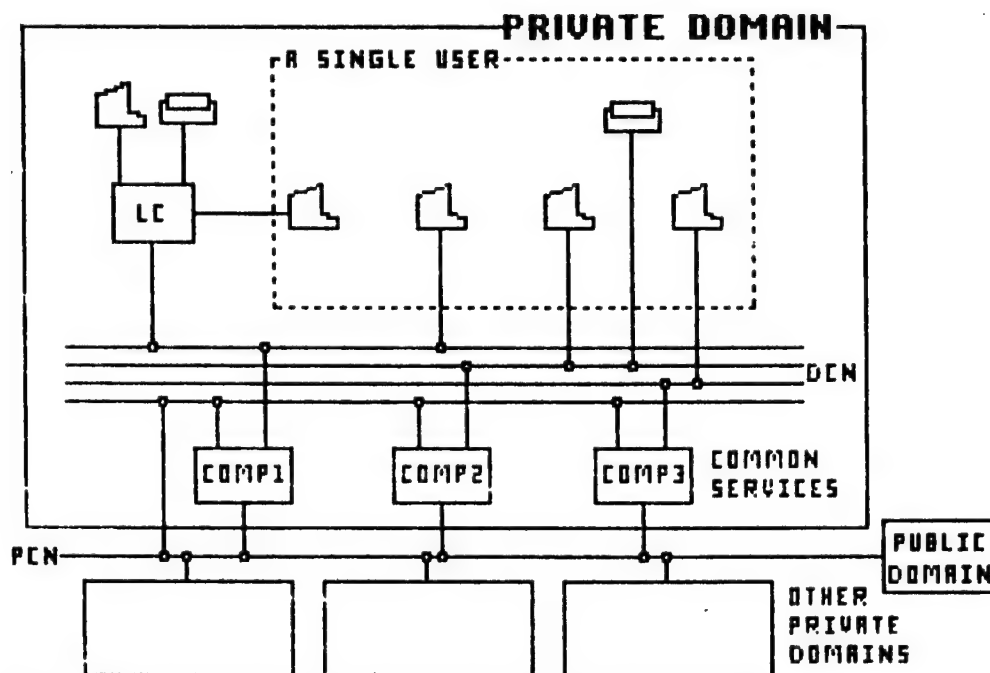 PRIVATE DOMAIN
A SINGLE USER
LC
DCN
COMP1
COMP2
COMP3
COMMON
SERVICES
PCN
PUBLIC
DOMAIN
OTHER
PRIVATE
DOMAINS